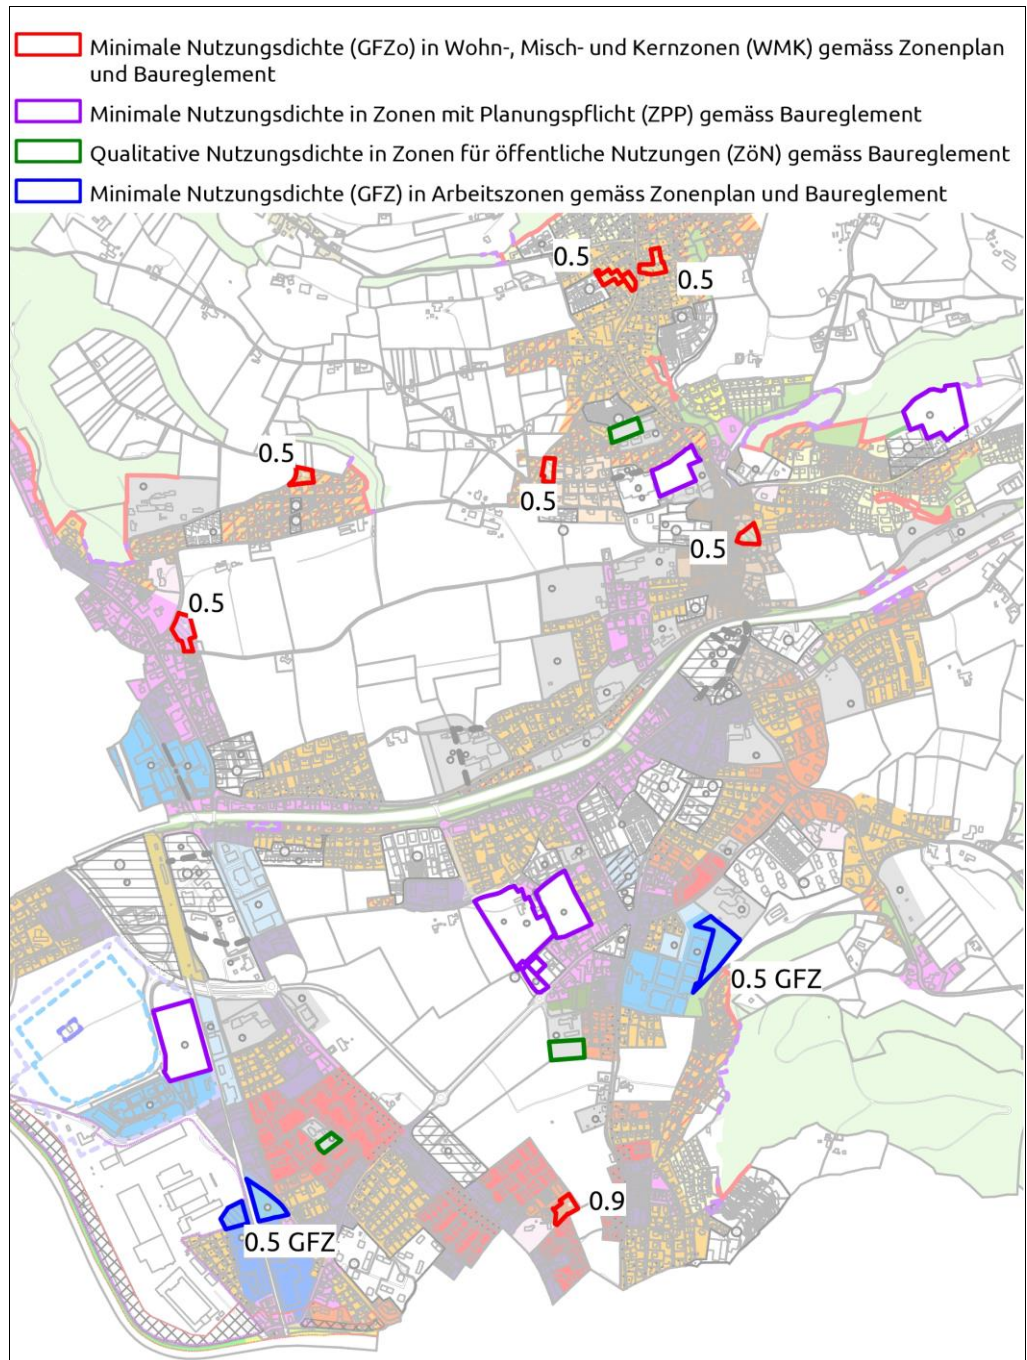 Minimale Nutzungsdichte (GFZo) in Wohn-, Misch- und Kernzonen (WMK) gemäss Zonenplan
und Baureglement
Minimale Nutzungsdichte in Zonen mit Planungspflicht (ZPP) gemäss Baureglement
Qualitative Nutzungsdichte in Zonen für öffentliche Nutzungen (ZöN) gemäss Baureglement
Minimale Nutzungsdichte (GFZ) in Arbeitszonen gemäss Zonenplan und Baureglement
0.5
0.5
0.5
0.5
0.5
0.5
0.5 GFZ
0.9
0.5 GFZ